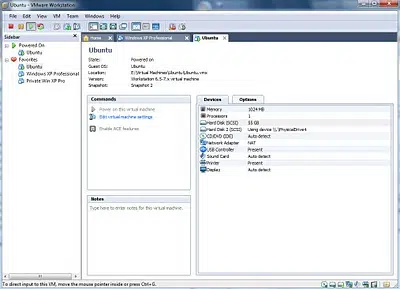 Ubuntu - VMware Workstation
File Edit View VM Team Windows Help
Sidebar
Powered On
Ubuntu
Favorites
Ubuntu
Windows XP Professional
Private Win XP Pro
Home Windows XP Professional Ubuntu
Ubuntu
State: Powered on
Guest OS: Ubuntu
Location: E:\Virtual Machines\Ubuntu\Ubuntu.vmx
Version: Workstation 6.5-7.x virtual machine
Snapshot: Snapshot 2
Commands
Power on this virtual machine
Edit virtual machine settings
Enable ACE features
Notes
Type here to enter notes for this virtual machine.
Devices Options
Memory 1024 MB
Processors 1
Hard Disk (SCSI) 55 GB
Hard Disk 2 (SCSI) Using device \\.\PhysicalDrive4
CD/DVD (IDE) Auto detect
Network Adapter NAT
USB Controller Present
Sound Card Auto detect
Printer Present
Display Auto detect
To direct input to this VM, move the mouse pointer inside or press Ctrl+G.